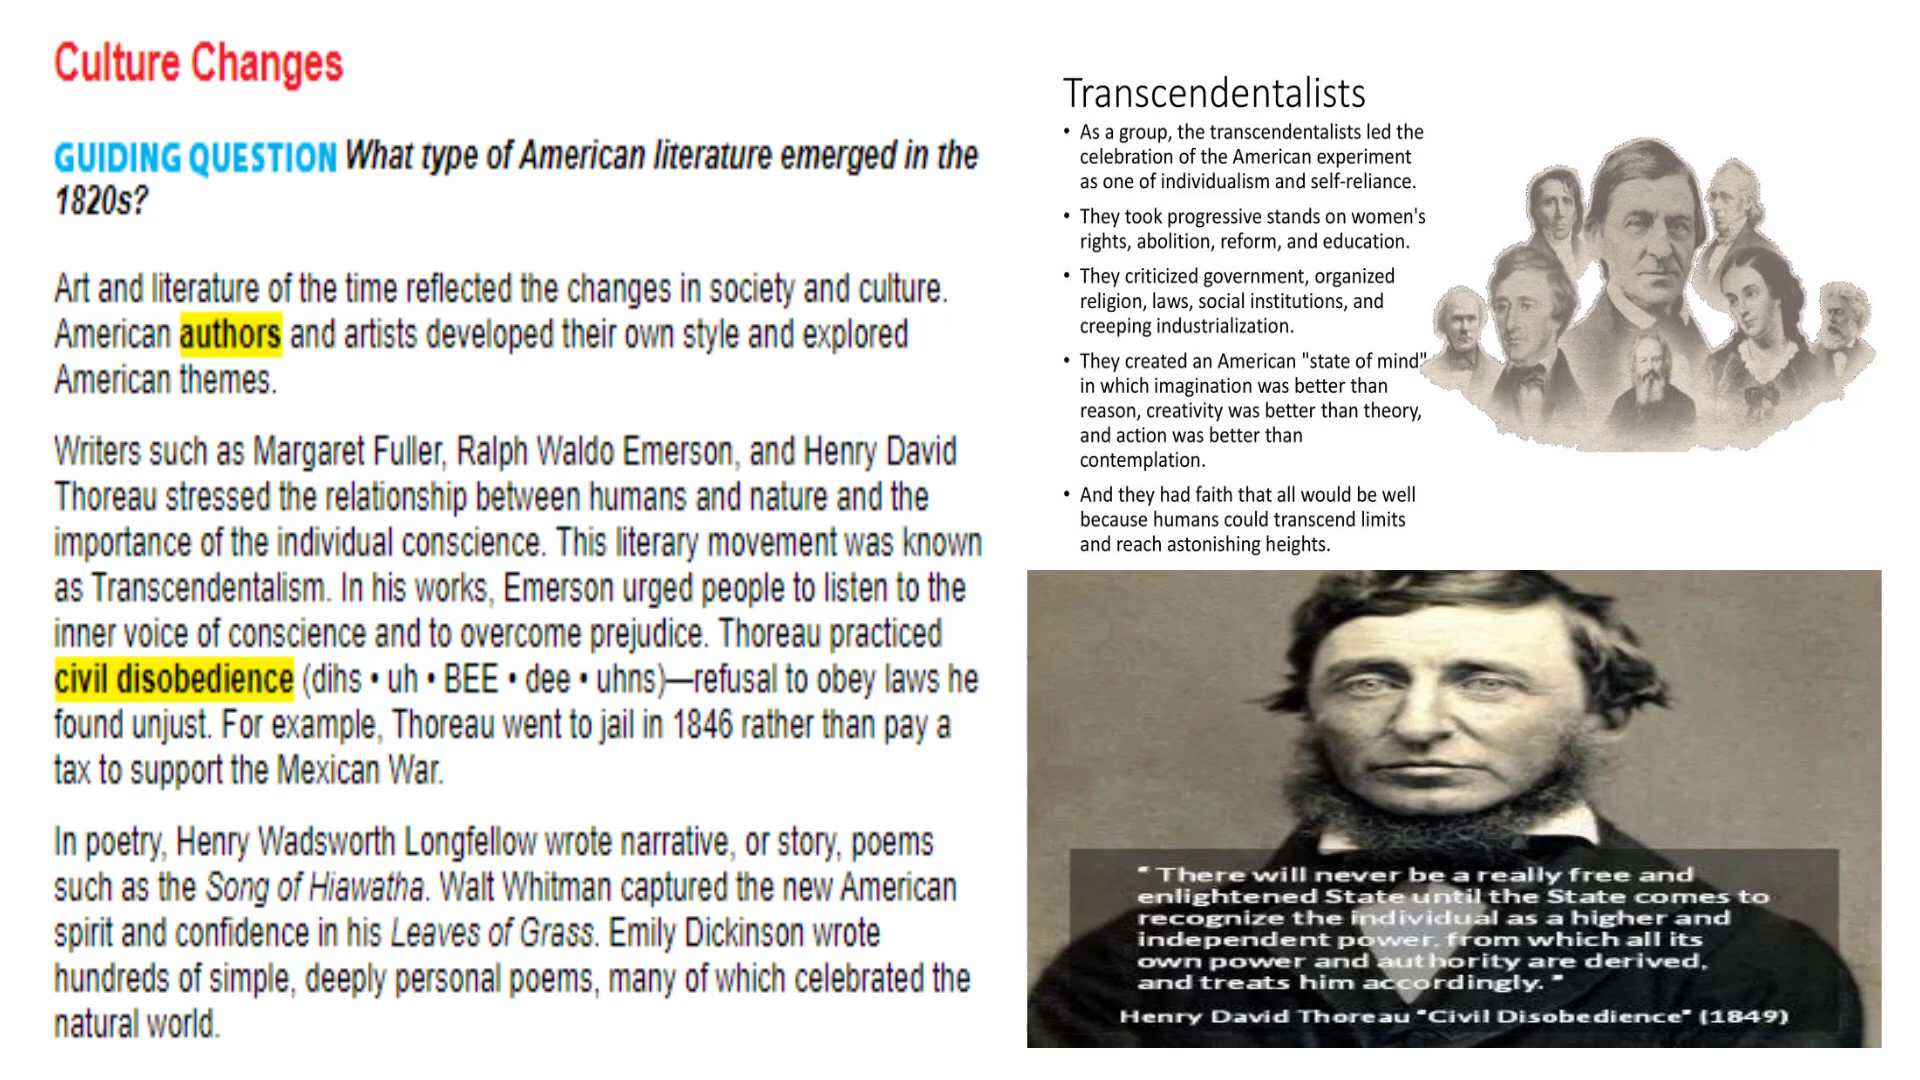 Culture Changes
GUIDING QUESTION What type of American literature emerged in the
1820s?
Art and literature of the time reflected the changes in society and culture.
American authors and artists developed their own style and explored
American themes.
Writers such as Margaret Fuller, Ralph Waldo Emerson, and Henry David
Thoreau stressed the relationship between humans and nature and the
importance of the individual conscience. This literary movement was known
as Transcendentalism. In his works, Emerson urged people to listen to the
inner voice of conscience and to overcome prejudice. Thoreau practiced
civil disobedience (dihs • uh • BEE • dee • uhns)—refusal to obey laws he
found unjust. For example, Thoreau went to jail in 1846 rather than pay a
tax to support the Mexican War.
In poetry, Henry Wadsworth Longfellow wrote narrative, or story, poems
such as the Song of Hiawatha. Walt Whitman captured the new American
spirit and confidence in his Leaves of Grass. Emily Dickinson wrote
hundreds of simple, deeply personal poems, many of which celebrated the
natural world.
Transcendentalists
• As a group, the transcendentalists led the
celebration of the American experiment
as one of individualism and self-reliance.
• They took progressive stands on women's
rights, abolition, reform, and education.
• They criticized government, organized
religion, laws, social institutions, and
creeping industrialization.
• They created an American "state of mind"
in which imagination was better than
reason, creativity was better than theory,
and action was better than
contemplation.
• And they had faith that all would be well
because humans could transcend limits
and reach astonishing heights.
" There will never be a really free and
enlightened State until the State comes to
recognize the individual as a higher and
independent power, from which all its
own power and authority are derived,
and treats him accordingly. "
Henry David Thoreau "Civil Disobedience" (1849)